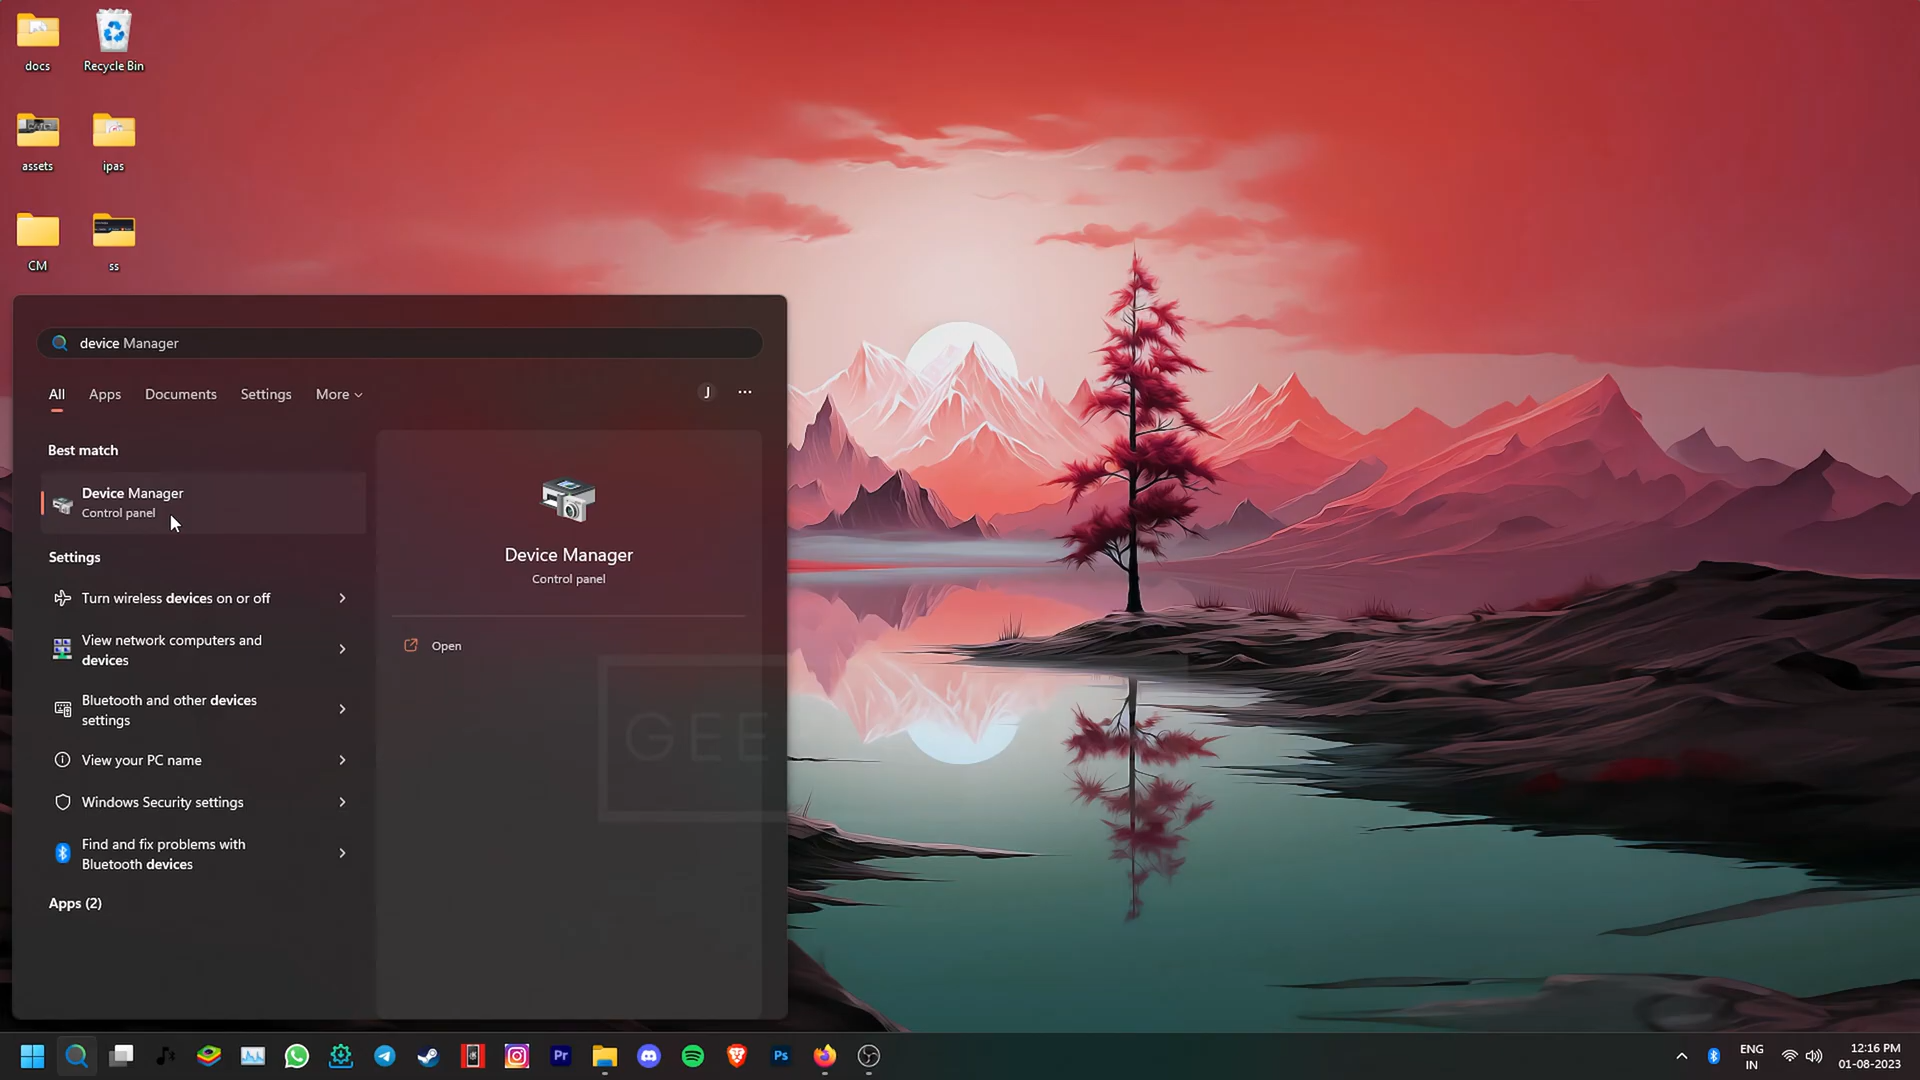 docs
Recycle Bin
assets
ipas
CM
ss
device Manager
All
Apps
Documents
Settings
More
J
Best match
Device Manager
Control panel
Settings
Turn wireless devices on or off
View network computers and
devices
Bluetooth and other devices
settings
View your PC name
Windows Security settings
Find and fix problems with
Bluetooth devices
Apps (2)
Device Manager
Control panel
Open
GEE
Pr
Ps
ENG
IN
12:16 PM
01-08-2023